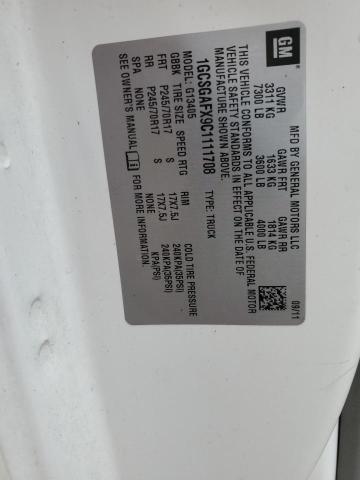 GM
MFD BY GENERAL MOTORS LLC
GVWR GAWR FRT GAWR RR
3311 KG 1633 KG 1814 KG
7300 LB 3600 LB 4000 LB
THIS VEHICLE CONFORMS TO ALL APPLICABLE U.S. FEDERAL MOTOR
VEHICLE SAFETY STANDARDS IN EFFECT ON THE DATE OF
MANUFACTURE SHOWN ABOVE.
1GCSGAFX9C1111708 TYPE: TRUCK
G13405
GBBK TIRE SIZE SPEED RTG RIM COLD TIRE PRESSURE
FRT P245/70R17 S 17X7.5J 240KPA(35PSI)
RR P245/70R17 S 17X7.5J 240KPA(35PSI)
SPA NONE NONE KPA(PSI)
SEE OWNER'S MANUAL FOR MORE INFORMATION.
09/11